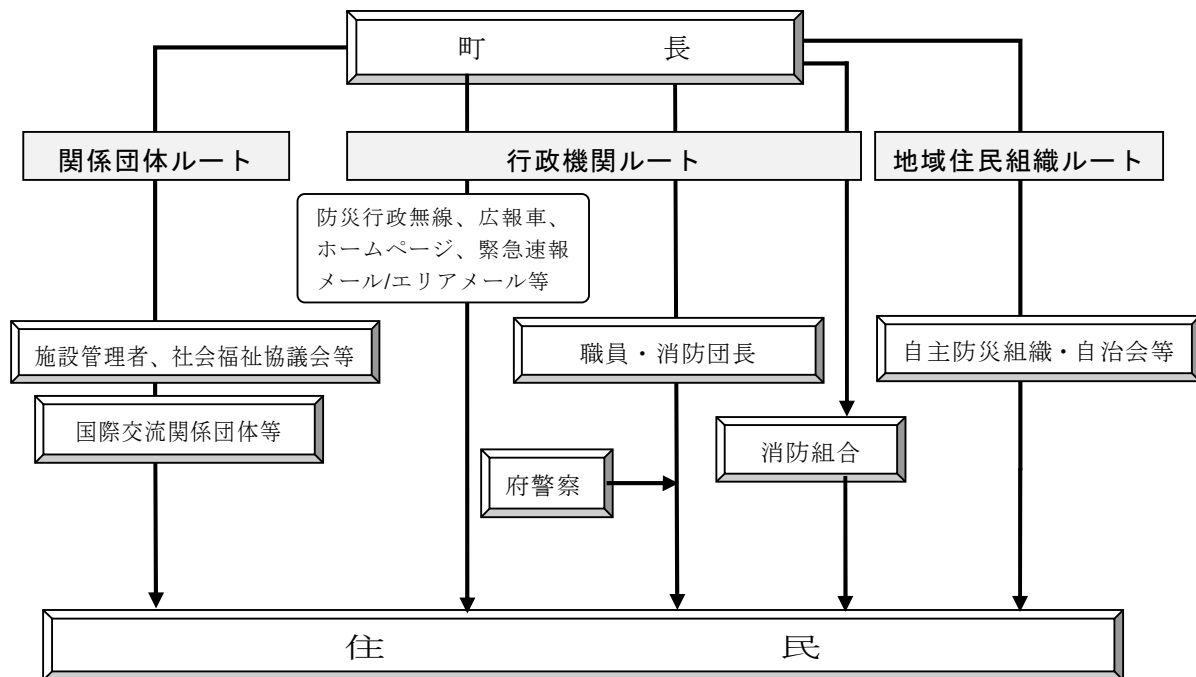 町　長
関係団体ルート
行政機関ルート
地域住民組織ルート
防災行政無線、広報車、
ホームページ、緊急速報
メール/エリアメール等
施設管理者、社会福祉協議会等
職員・消防団長
自主防災組織・自治会等
国際交流関係団体等
消防組合
府警察
住　民